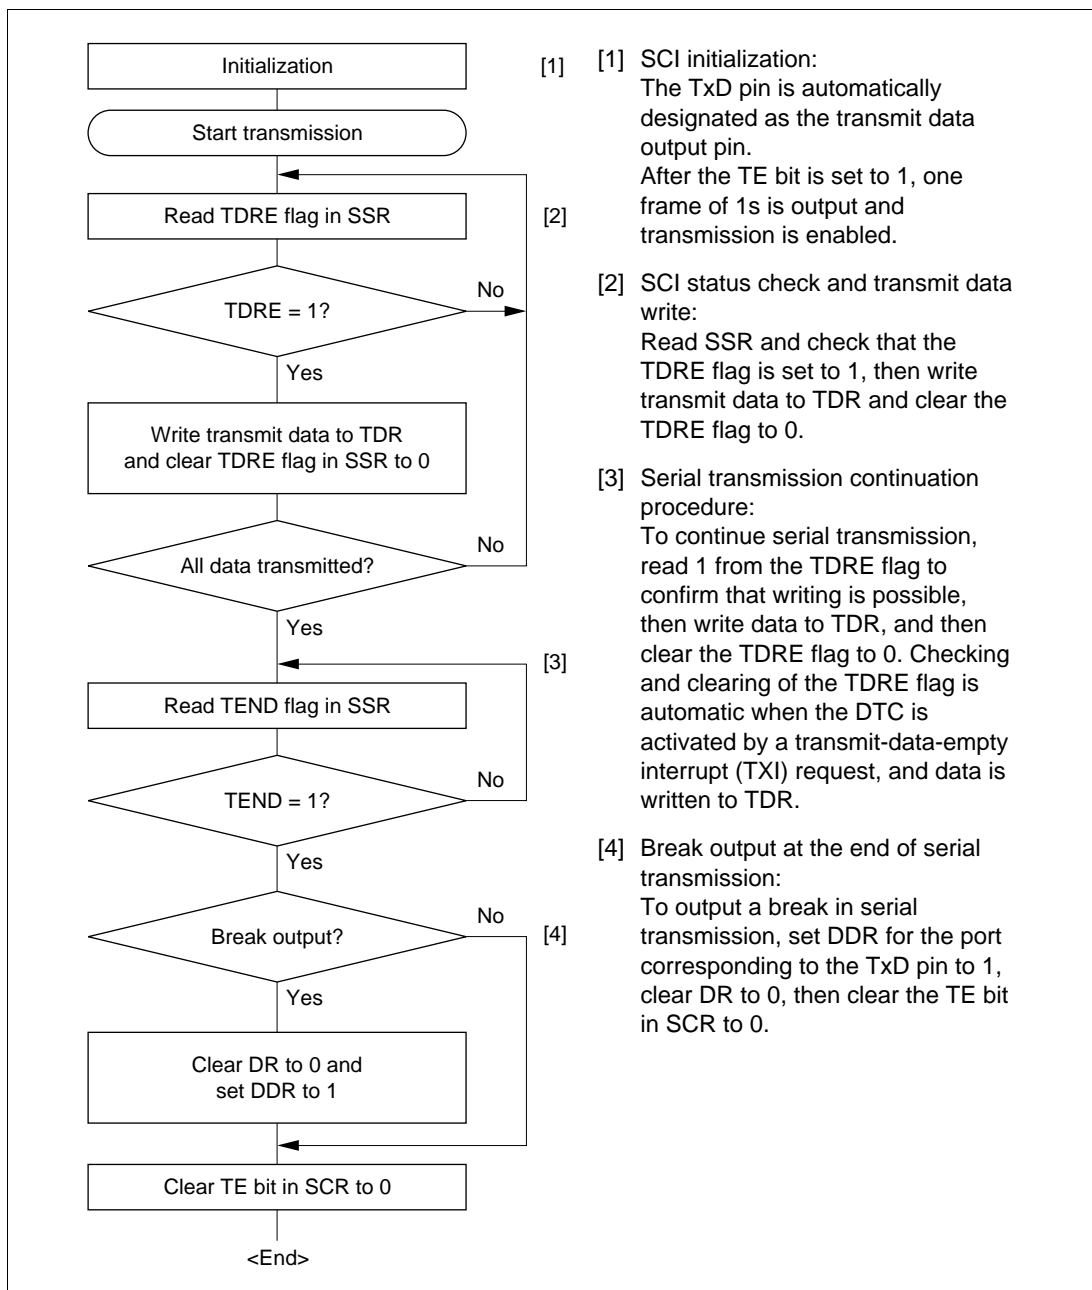 Initialization
[1]
Start transmission
Read TDRE flag in SSR
[2]
No
TDRE = 1?
Yes
Write transmit data to TDR
and clear TDRE flag in SSR to 0
No
All data transmitted?
Yes
[3]
Read TEND flag in SSR
No
TEND = 1?
Yes
No
Break output?
[4]
Yes
Clear DR to 0 and
set DDR to 1
Clear TE bit in SCR to 0
<End>
[1] SCI initialization:
The TxD pin is automatically
designated as the transmit data
output pin.
After the TE bit is set to 1, one
frame of 1s is output and
transmission is enabled.
[2] SCI status check and transmit data
write:
Read SSR and check that the
TDRE flag is set to 1, then write
transmit data to TDR and clear the
TDRE flag to 0.
[3] Serial transmission continuation
procedure:
To continue serial transmission,
read 1 from the TDRE flag to
confirm that writing is possible,
then write data to TDR, and then
clear the TDRE flag to 0. Checking
and clearing of the TDRE flag is
automatic when the DTC is
activated by a transmit-data-empty
interrupt (TXI) request, and data is
written to TDR.
[4] Break output at the end of serial
transmission:
To output a break in serial
transmission, set DDR for the port
corresponding to the TxD pin to 1,
clear DR to 0, then clear the TE bit
in SCR to 0.